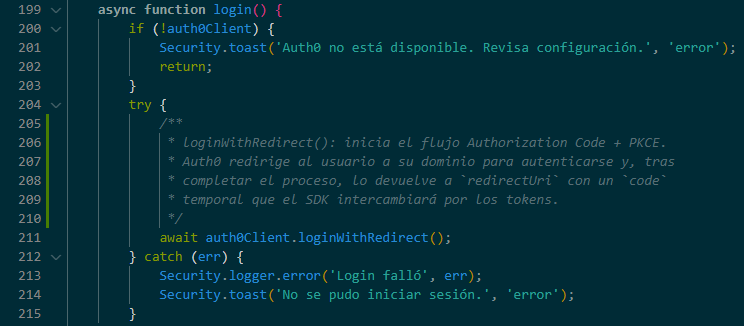 199 async function login() {
200 if (!auth0Client) {
201 Security.toast('Auth0 no está disponible. Revisa configuración.', 'error');
202 return;
203 }
204 try {
205 /**
206 * loginWithRedirect(): inicia el flujo Authorization Code + PKCE.
207 * Auth0 redirige al usuario a su dominio para autenticarse y, tras
208 * completar el proceso, lo devuelve a `redirectUri` con un `code`
209 * temporal que el SDK intercambiará por los tokens.
210 */
211 await auth0Client.loginWithRedirect();
212 } catch (err) {
213 Security.logger.error('Login falló', err);
214 Security.toast('No se pudo iniciar sesión.', 'error');
215 }